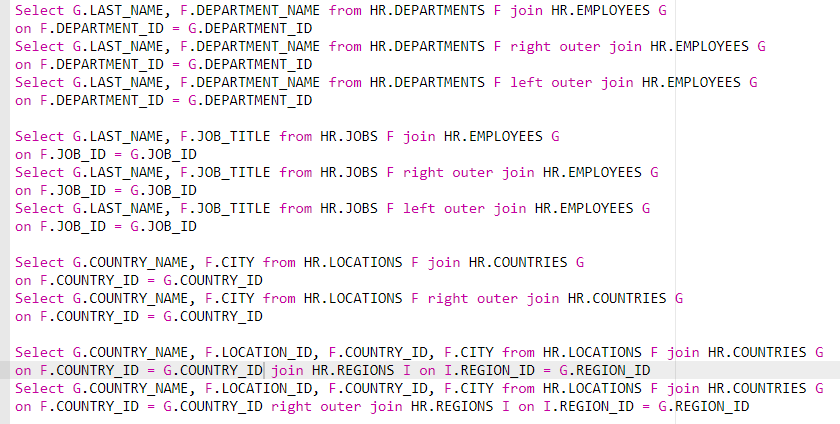 Select G.LAST_NAME, F.DEPARTMENT_NAME from HR.DEPARTMENTS F join HR.EMPLOYEES G
on F.DEPARTMENT_ID = G.DEPARTMENT_ID
Select G.LAST_NAME, F.DEPARTMENT_NAME from HR.DEPARTMENTS F right outer join HR.EMPLOYEES G
on F.DEPARTMENT_ID = G.DEPARTMENT_ID
Select G.LAST_NAME, F.DEPARTMENT_NAME from HR.DEPARTMENTS F left outer join HR.EMPLOYEES G
on F.DEPARTMENT_ID = G.DEPARTMENT_ID

Select G.LAST_NAME, F.JOB_TITLE from HR.JOBS F join HR.EMPLOYEES G
on F.JOB_ID = G.JOB_ID
Select G.LAST_NAME, F.JOB_TITLE from HR.JOBS F right outer join HR.EMPLOYEES G
on F.JOB_ID = G.JOB_ID
Select G.LAST_NAME, F.JOB_TITLE from HR.JOBS F left outer join HR.EMPLOYEES G
on F.JOB_ID = G.JOB_ID

Select G.COUNTRY_NAME, F.CITY from HR.LOCATIONS F join HR.COUNTRIES G
on F.COUNTRY_ID = G.COUNTRY_ID
Select G.COUNTRY_NAME, F.CITY from HR.LOCATIONS F right outer join HR.COUNTRIES G
on F.COUNTRY_ID = G.COUNTRY_ID

Select G.COUNTRY_NAME, F.LOCATION_ID, F.COUNTRY_ID, F.CITY from HR.LOCATIONS F join HR.COUNTRIES G
on F.COUNTRY_ID = G.COUNTRY_ID join HR.REGIONS I on I.REGION_ID = G.REGION_ID
Select G.COUNTRY_NAME, F.LOCATION_ID, F.COUNTRY_ID, F.CITY from HR.LOCATIONS F join HR.COUNTRIES G
on F.COUNTRY_ID = G.COUNTRY_ID right outer join HR.REGIONS I on I.REGION_ID = G.REGION_ID